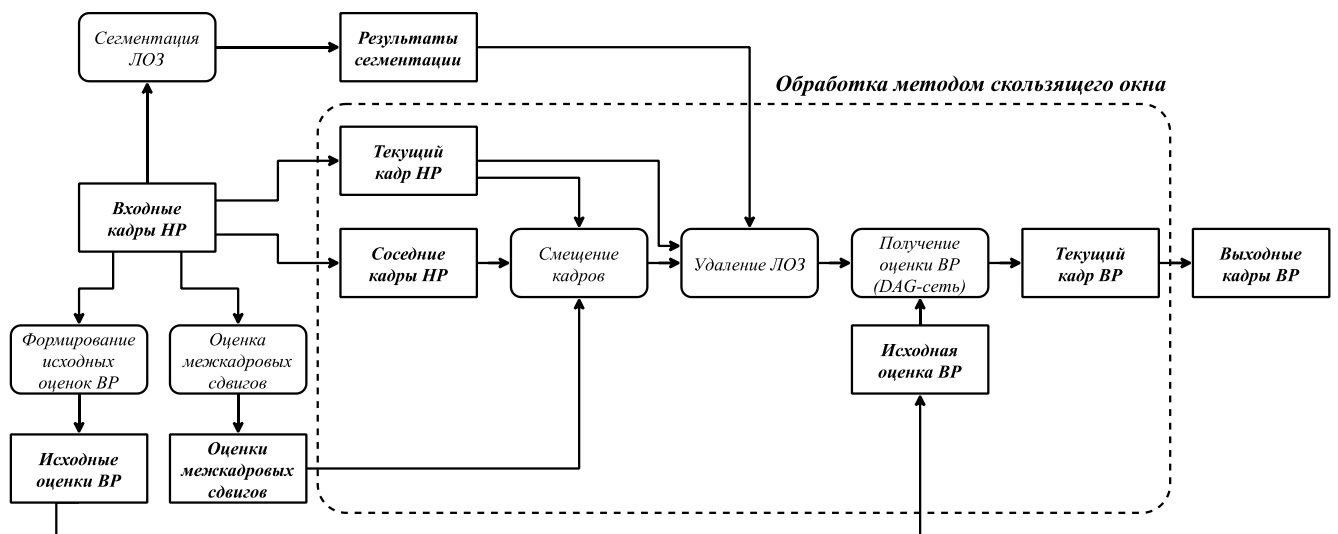 Сегментация
ЛОЗ
Результаты
сегментации
Обработка методом скользящего окна
Текущий
кадр НР
Входные
кадры НР
Соседние
кадры НР
Смещение
кадров
Удаление ЛОЗ
Получение
оценки ВР
(DAG-сеть)
Текущий
кадр ВР
Выходные
кадры ВР
Формирование
исходных
оценок ВР
Оценка
межкадровых
сдвигов
Исходная
оценка ВР
Исходные
оценки ВР
Оценки
межкадровых
сдвигов